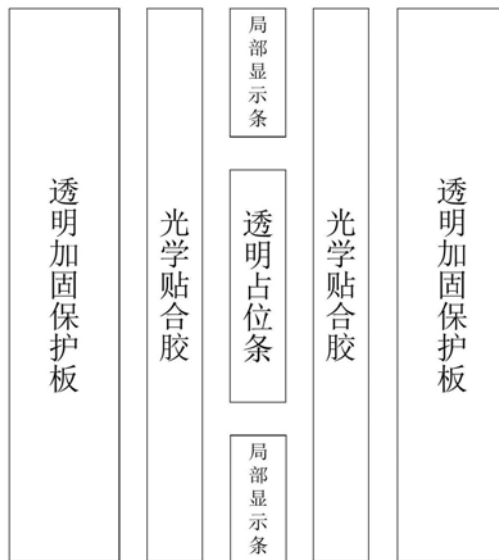 透明加固保护板
光学贴合胶
局部显示条
透明占位条
局部显示条
光学贴合胶
透明加固保护板